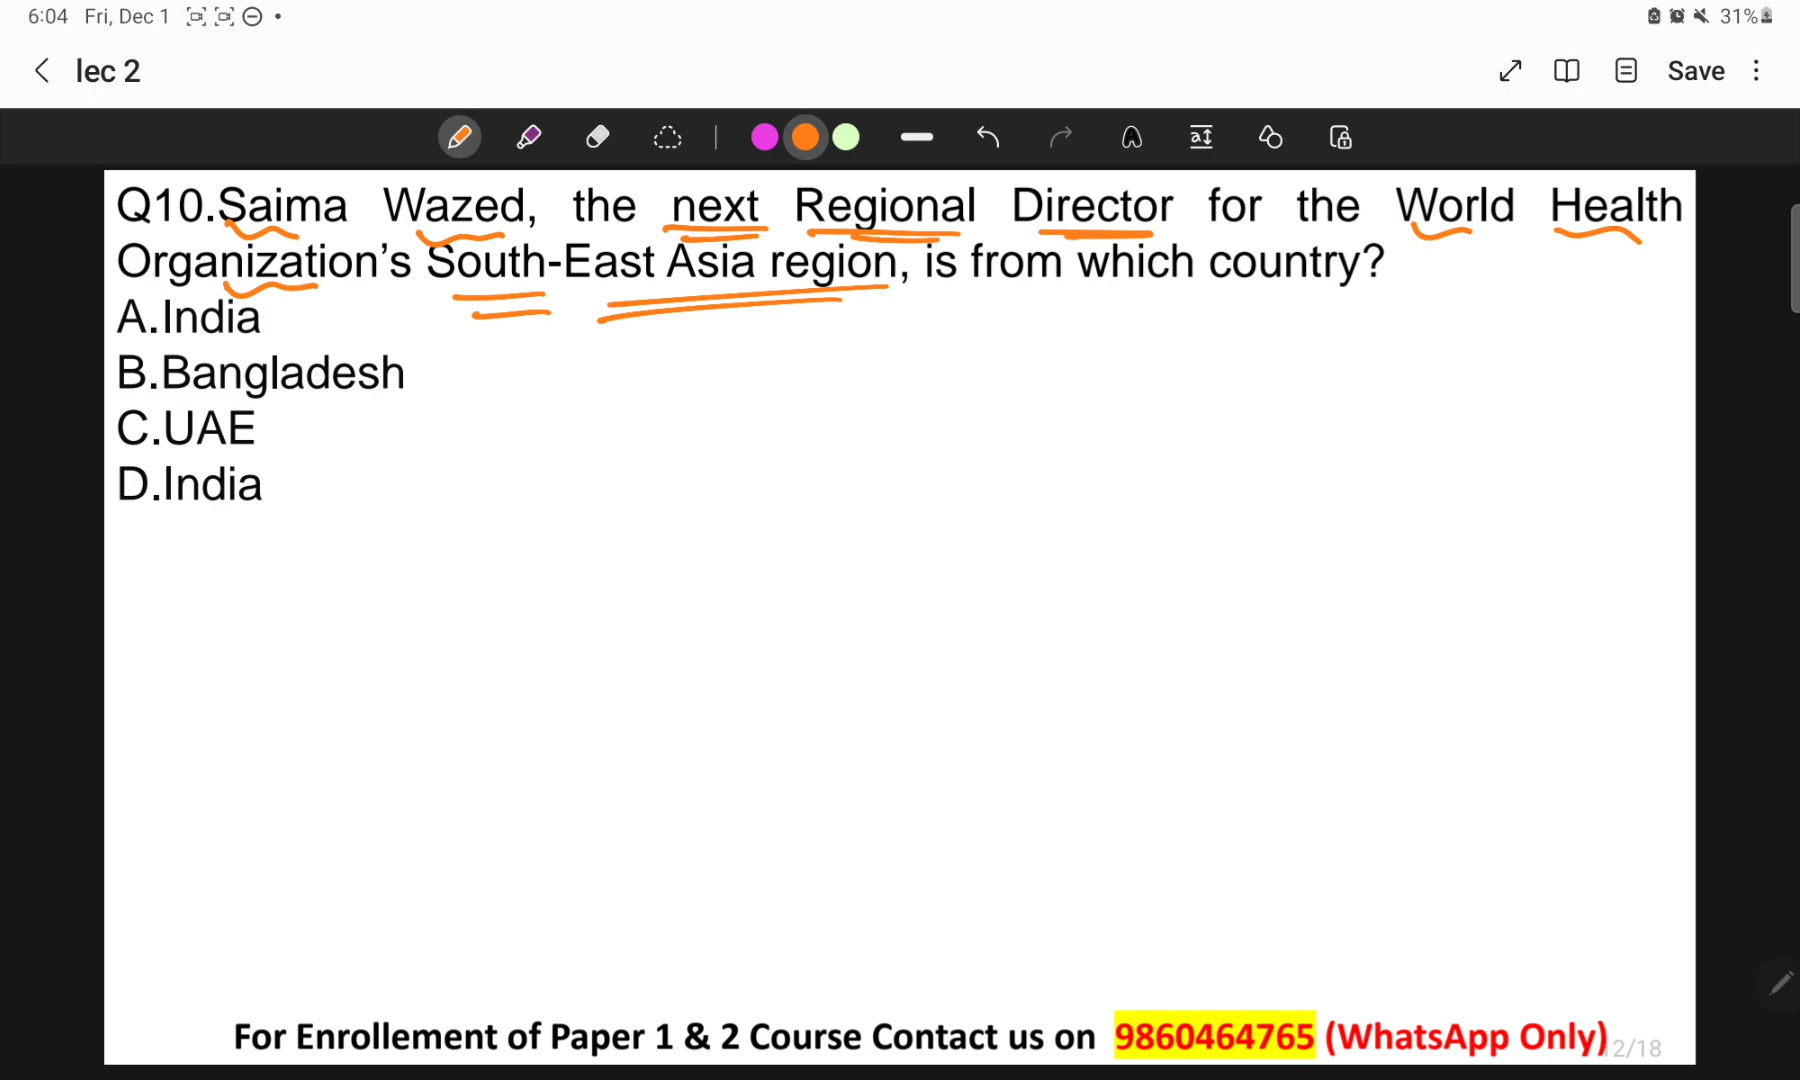 6:04 Fri, Dec 1 31%
lec 2 Save
Q10.Saima Wazed, the next Regional Director for the World Health
Organization’s South-East Asia region, is from which country?
A.India
B.Bangladesh
C.UAE
D.India
For Enrollement of Paper 1 & 2 Course Contact us on 9860464765 (WhatsApp Only)
12/18